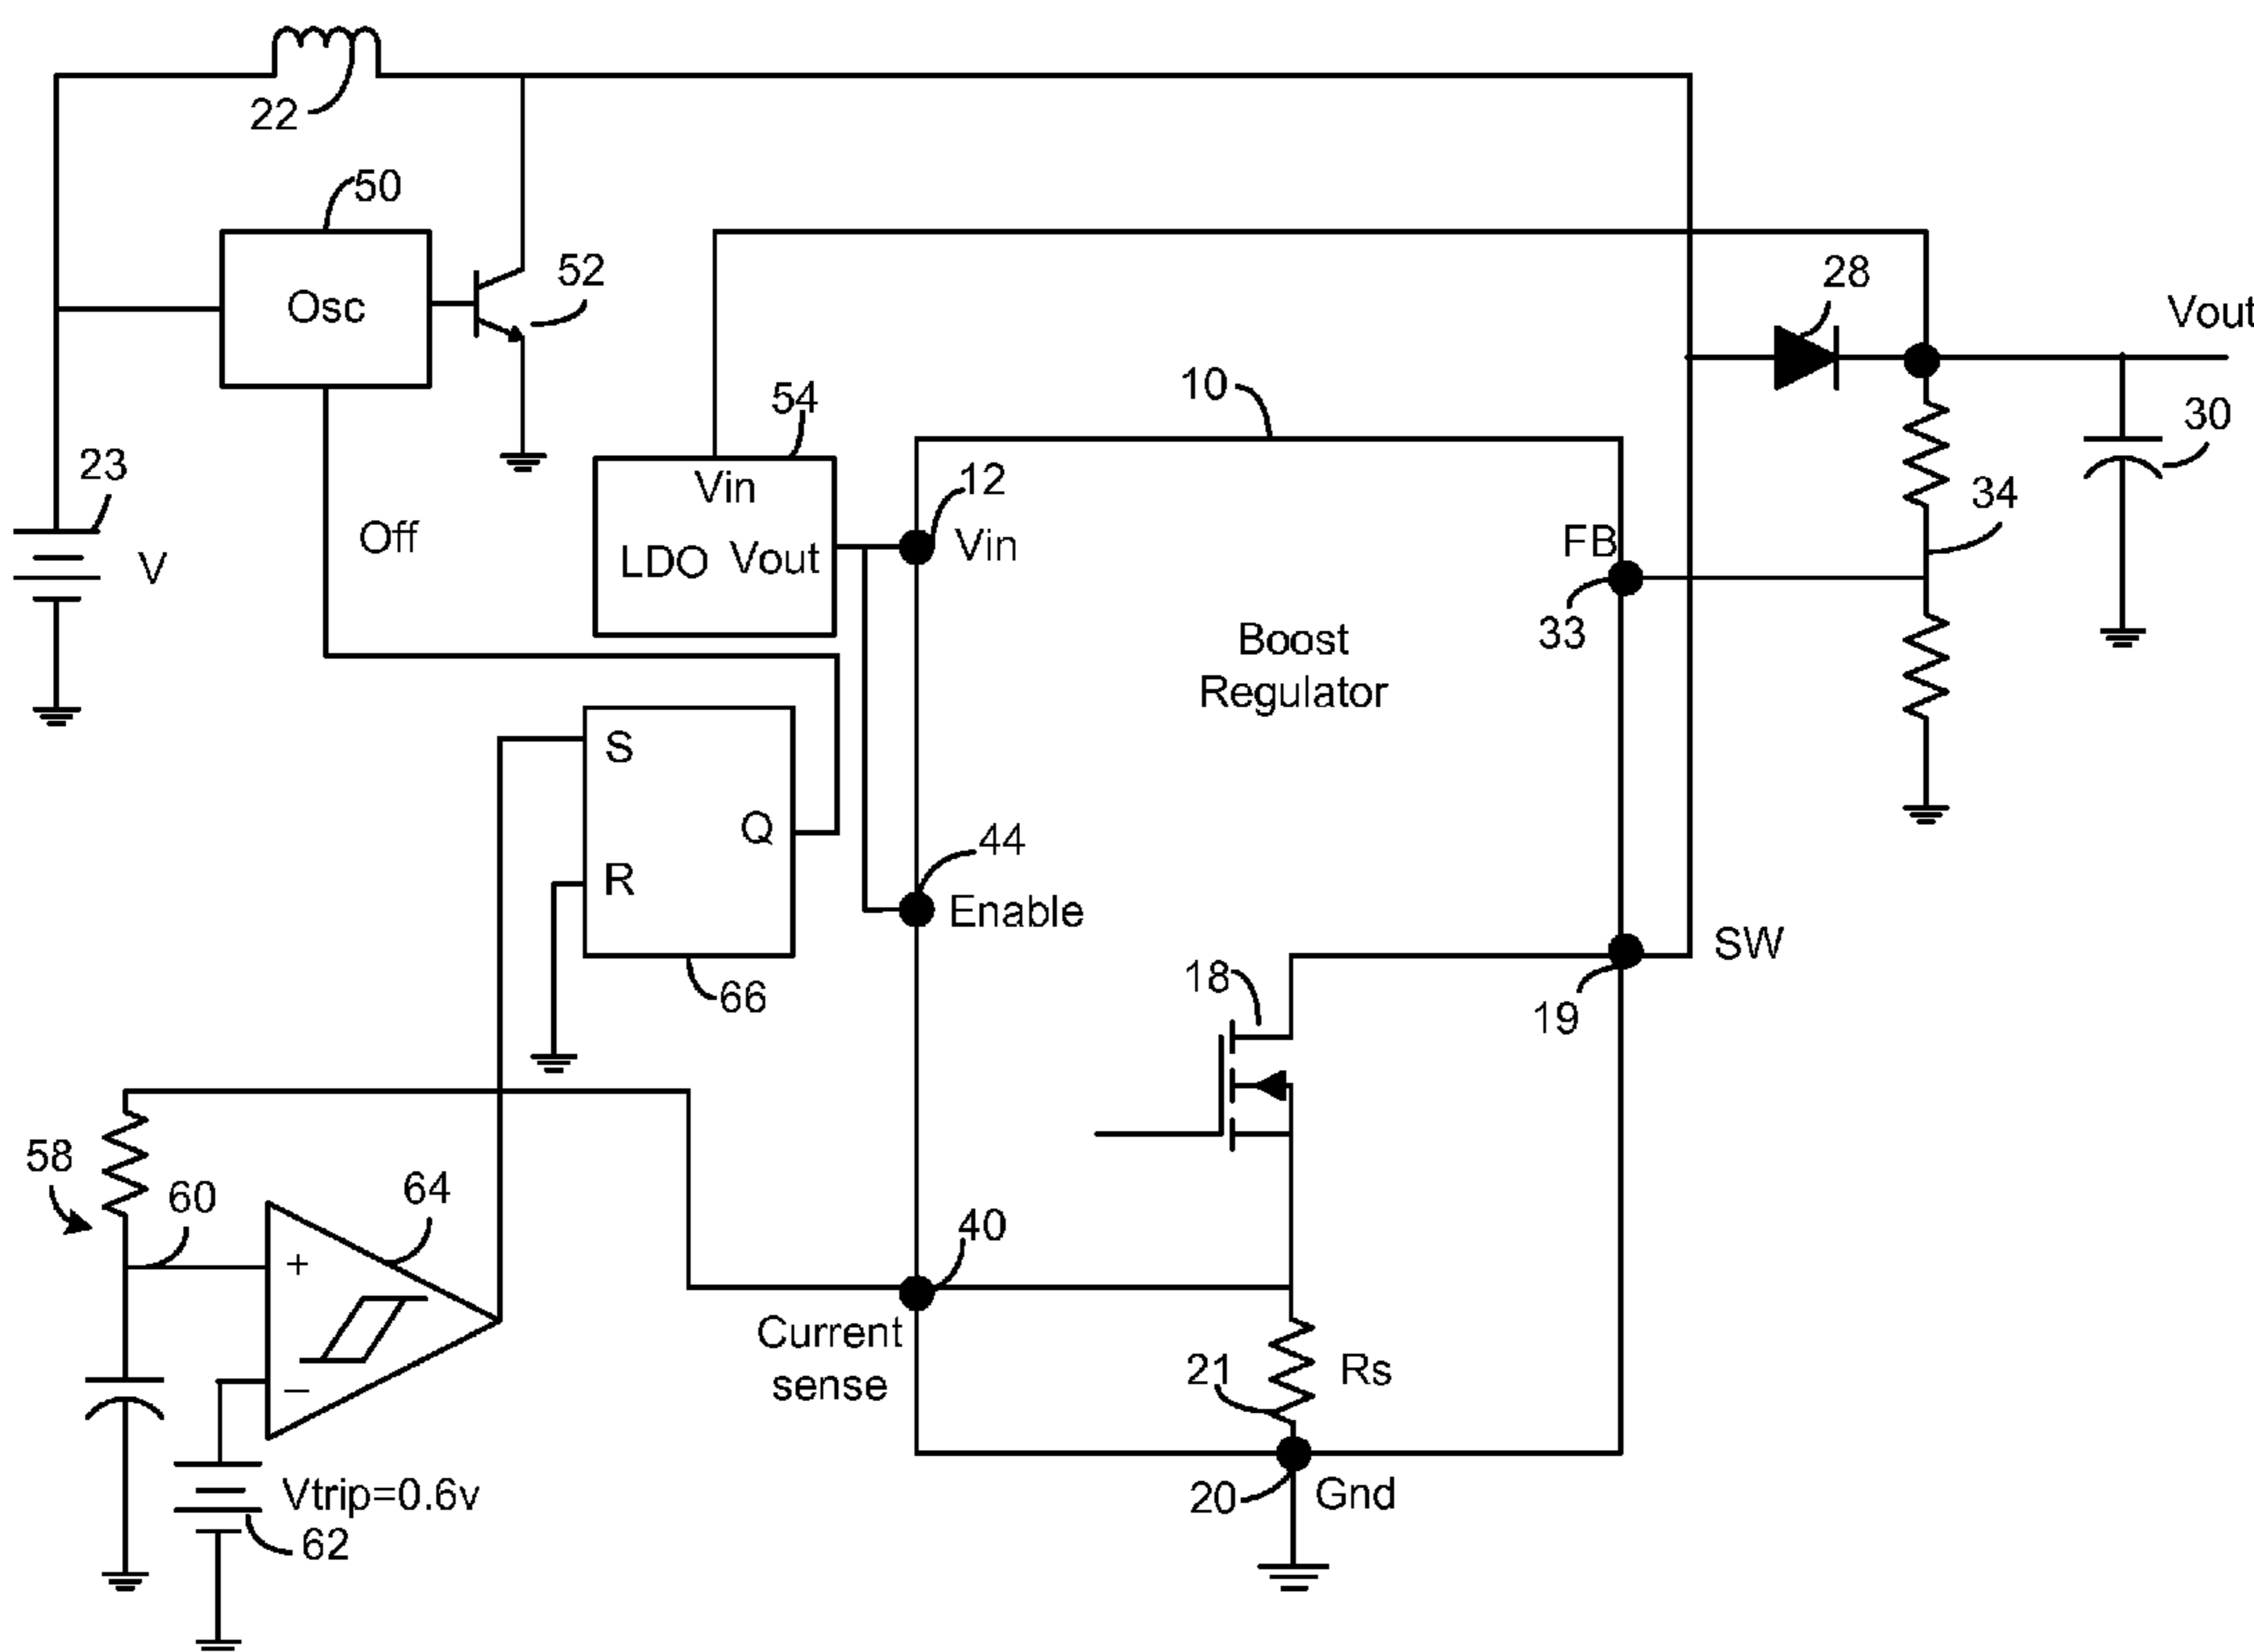 22
50
Osc
52
28
Vout
10
54
30
23
12
Vin
34
Off
FB
V
LDO Vout
Vin
33
Boost
Regulator
S
Q
44
R
Enable
SW
18
66
19
58
60
64
40
+
Current
sense
21
Rs
–
Vtrip=0.6v
20
Gnd
62